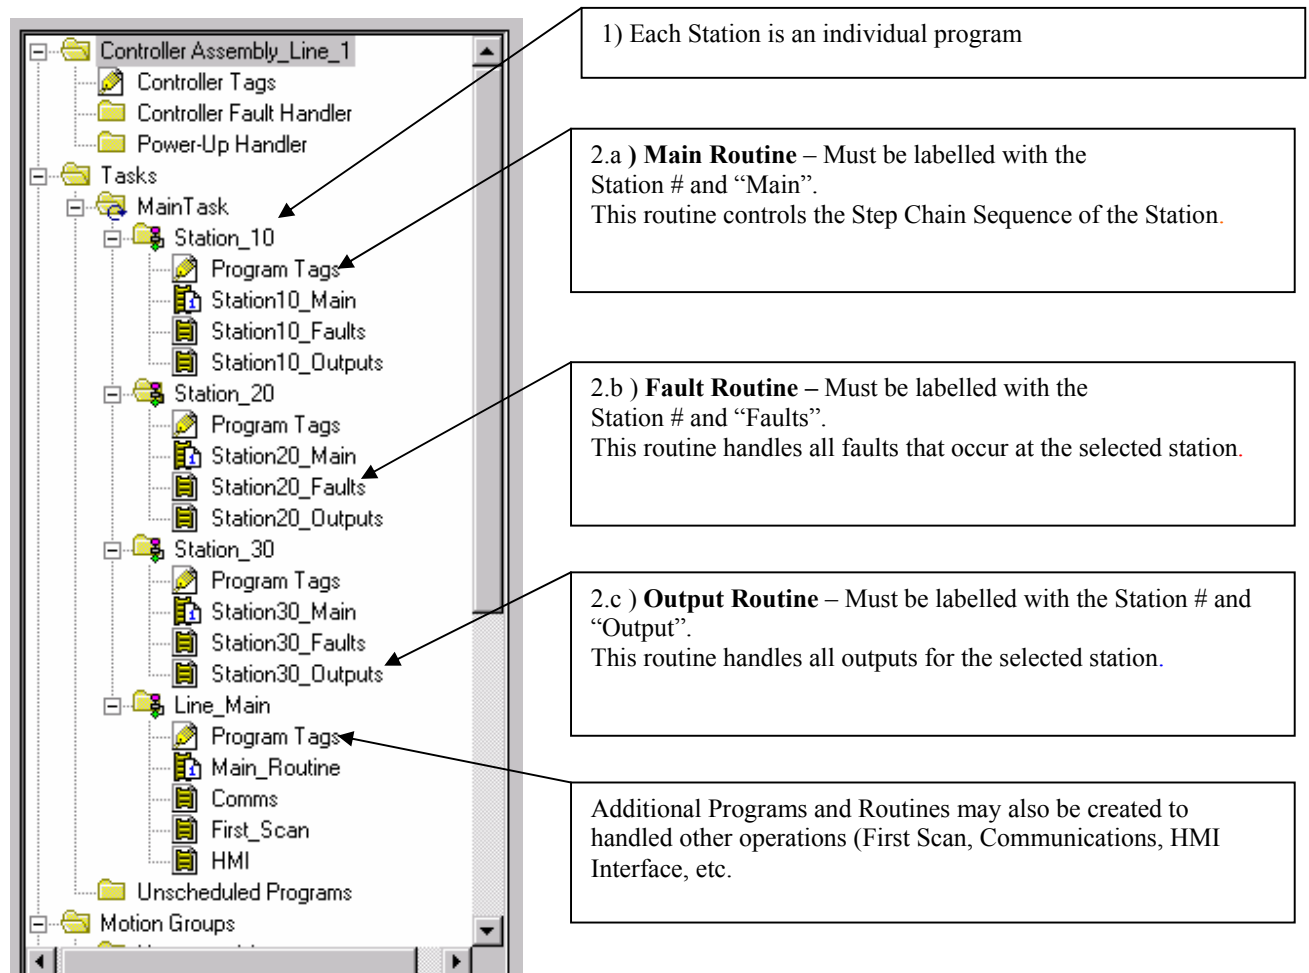 Controller Assembly_Line_1
Controller Tags
Controller Fault Handler
Power-Up Handler
Tasks
MainTask
Station_10
Program Tags
Station10_Main
Station10_Faults
Station10_Outputs
Station_20
Program Tags
Station20_Main
Station20_Faults
Station20_Outputs
Station_30
Program Tags
Station30_Main
Station30_Faults
Station30_Outputs
Line_Main
Program Tags
Main_Routine
Comms
First_Scan
HMI
Unscheduled Programs
Motion Groups
1) Each Station is an individual program
2.a ) Main Routine – Must be labelled with the
Station # and “Main”.
This routine controls the Step Chain Sequence of the Station.
2.b ) Fault Routine – Must be labelled with the
Station # and “Faults”.
This routine handles all faults that occur at the selected station.
2.c ) Output Routine – Must be labelled with the Station # and
“Output”.
This routine handles all outputs for the selected station.
Additional Programs and Routines may also be created to
handled other operations (First Scan, Communications, HMI
Interface, etc.